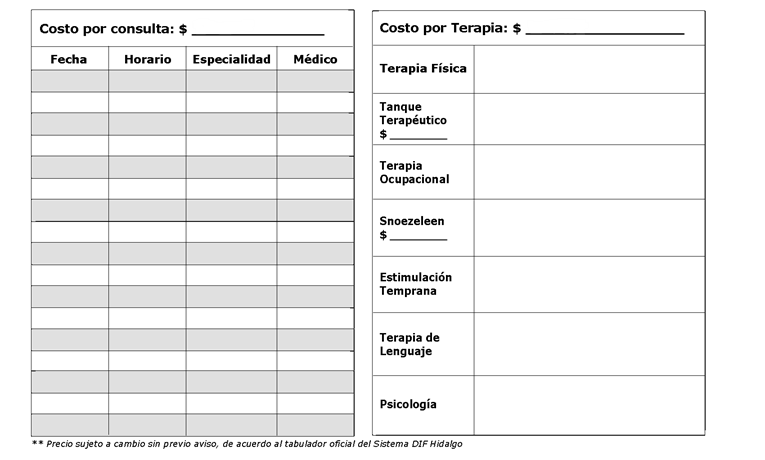 Costo por consulta: $ ________________
Fecha Horario Especialidad Médico
Costo por Terapia: $ ___________________
Terapia Física
Tanque
Terapéutico
$ ________
Terapia
Ocupacional
Snoezeleen
$ ________
Estimulación
Temprana
Terapia de
Lenguaje
Psicología
** Precio sujeto a cambio sin previo aviso, de acuerdo al tabulador oficial del Sistema DIF Hidalgo